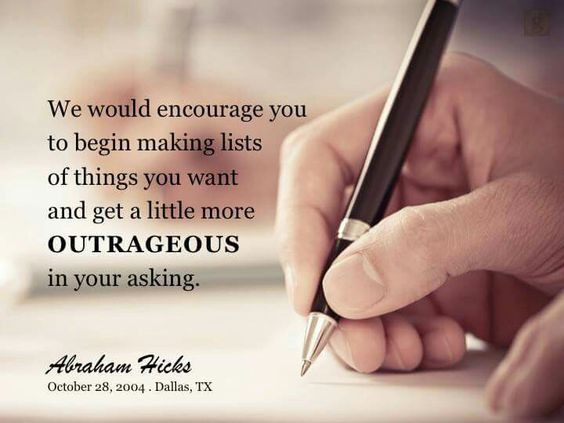 We would encourage you
to begin making lists
of things you want
and get a little more
OUTRAGEOUS
in your asking.
Abraham Hicks
October 28, 2004 . Dallas, TX